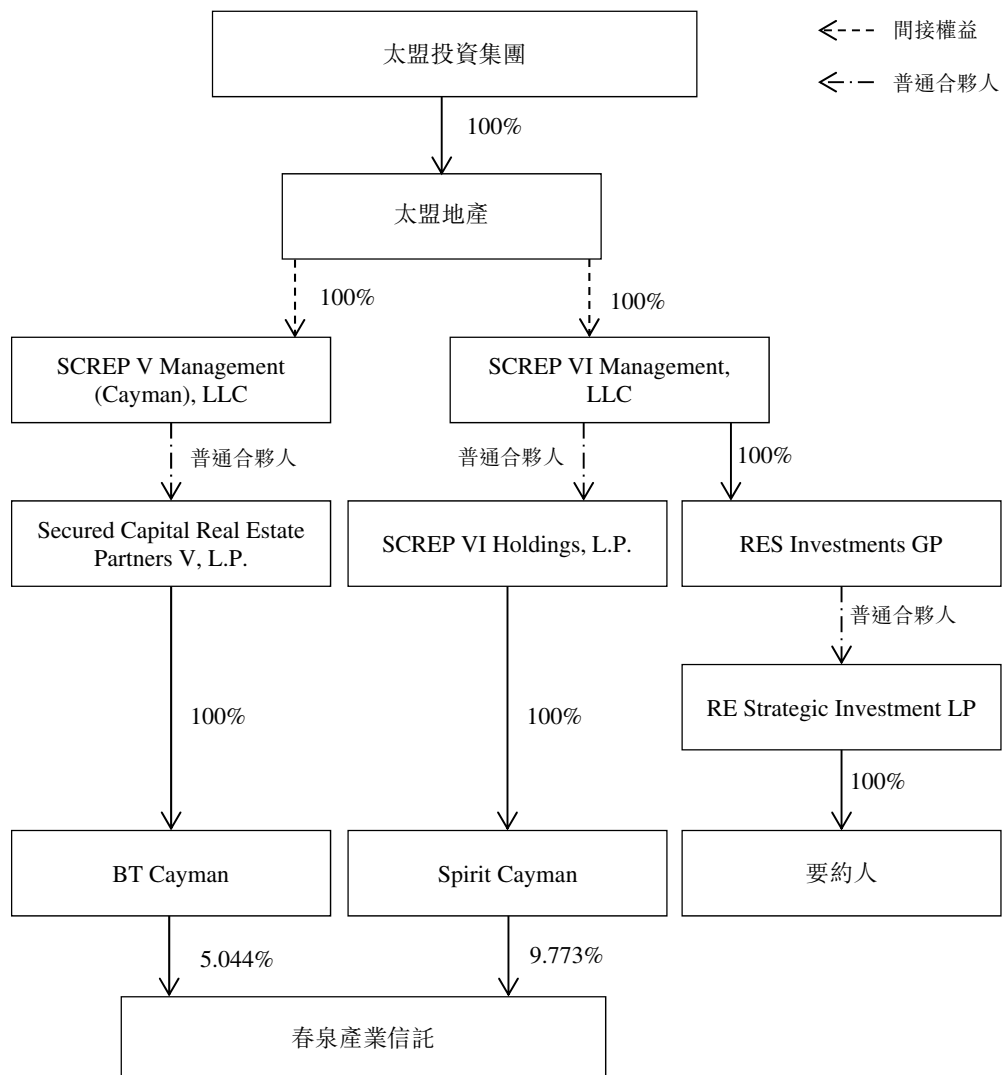 太盟投資集團
間接權益
普通合夥人
100%
太盟地產
100%
100%
SCREP V Management
(Cayman), LLC
SCREP VI Management,
LLC
普通合夥人
普通合夥人
100%
Secured Capital Real Estate
Partners V, L.P.
SCREP VI Holdings, L.P.
RES Investments GP
普通合夥人
RE Strategic Investment LP
100%
100%
100%
BT Cayman
Spirit Cayman
要約人
5.044%
9.773%
春泉產業信託